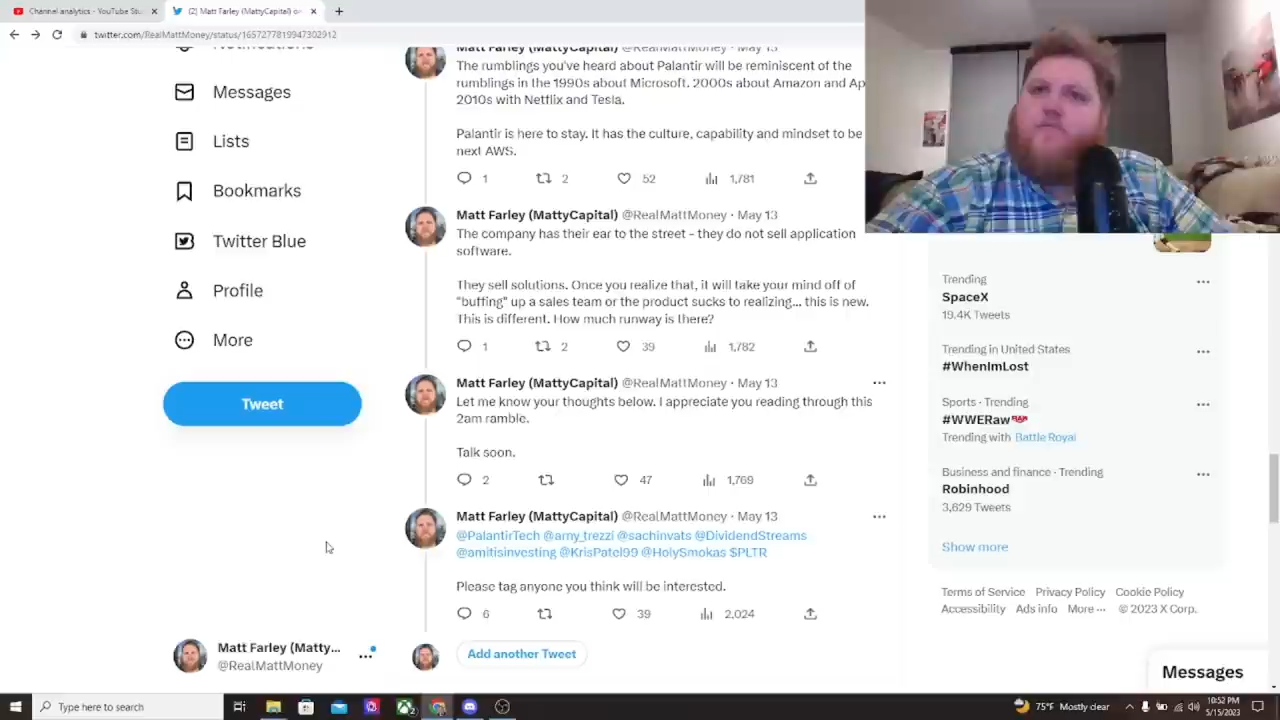 Channel analytics - YouTube Stu
(2) Matt Farley (MattyCapital) o
twitter.com/RealMattMoney/status/1657277819947302912
Notifications
Messages
Lists
Bookmarks
Twitter Blue
Profile
More
Tweet
Matt Farley (MattyCapital) @RealMattMoney · May 13
The rumblings you've heard about Palantir will be reminiscent of the
rumblings in the 1990s about Microsoft. 2000s about Amazon and Ap
2010s with Netflix and Tesla.
Palantir is here to stay. It has the culture, capability and mindset to be
next AWS.
1 2 52 1,781
Matt Farley (MattyCapital) @RealMattMoney · May 13
The company has their ear to the street - they do not sell application
software.
They sell solutions. Once you realize that, it will take your mind off of
"buffing" up a sales team or the product sucks to realizing... this is new.
This is different. How much runway is there?
1 2 39 1,782
Matt Farley (MattyCapital) @RealMattMoney · May 13
Let me know your thoughts below. I appreciate you reading through this
2am ramble.
Talk soon.
2 47 1,769
Matt Farley (MattyCapital) @RealMattMoney · May 13
@PalantirTech @amy_trezzi @sachinvats @DividendStreams
@amitisinvesting @KrisPatel99 @HolySmokas $PLTR
Please tag anyone you think will be interested.
6 39 2,024
Add another Tweet
Matt Farley (Matty...
@RealMattMoney
Trending
SpaceX
19.4K Tweets
Trending in United States
#WhenImLost
Sports · Trending
#WWERaw
Trending with Battle Royal
Business and finance · Trending
Robinhood
3,629 Tweets
Show more
Terms of Service Privacy Policy Cookie Policy
Accessibility Ads info More ··· © 2023 X Corp.
Messages
Type here to search
75°F Mostly clear
10:52 PM
5/15/2023